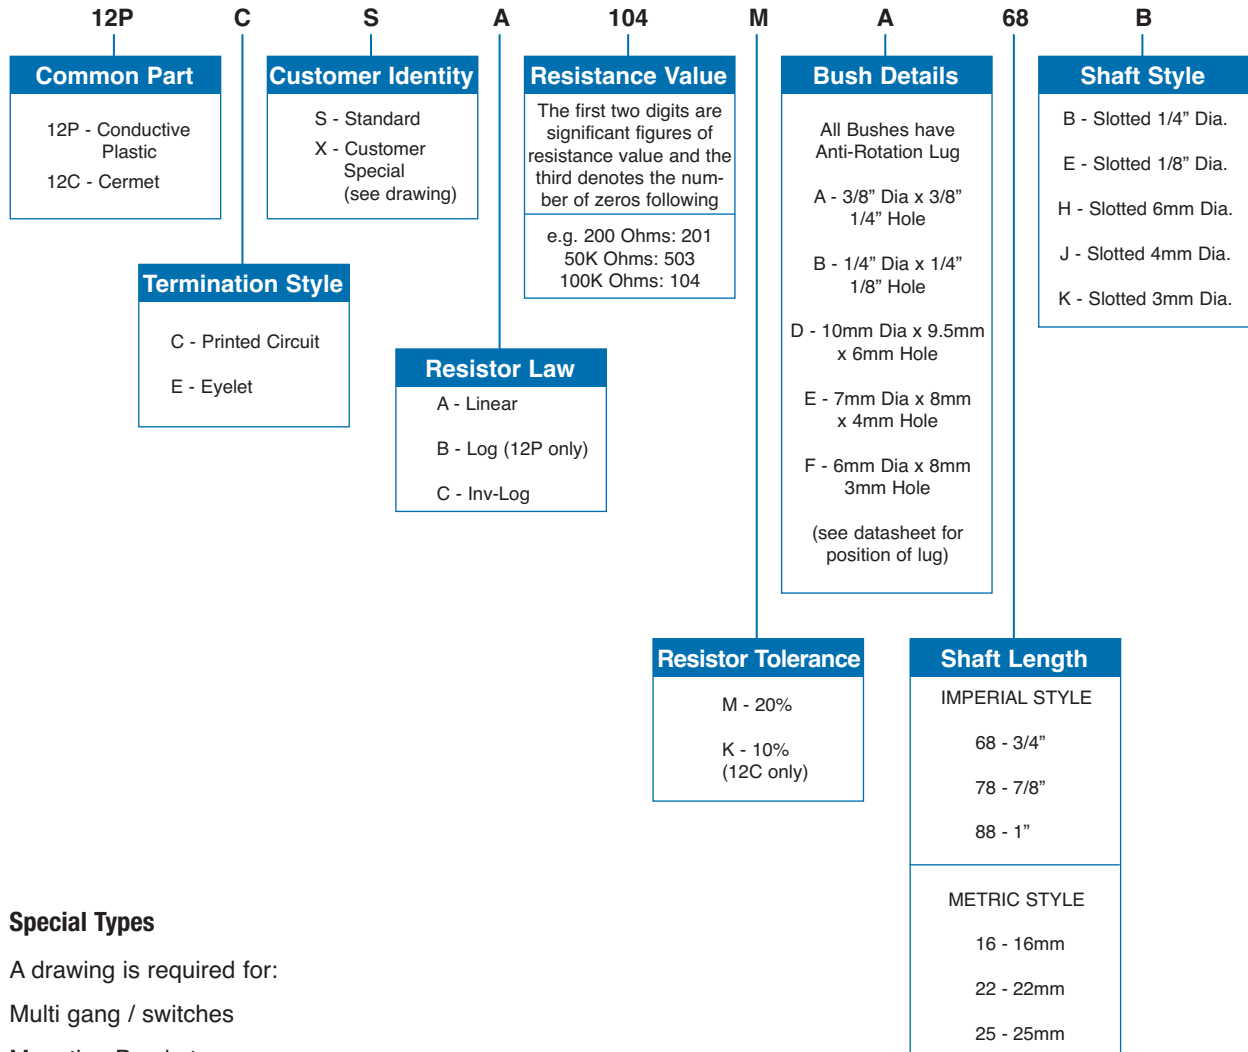 12P C S A 104 M A 68 B
Common Part
12P - Conductive
Plastic
12C - Cermet
Termination Style
C - Printed Circuit
E - Eyelet
Customer Identity
S - Standard
X - Customer
Special
(see drawing)
Resistor Law
A - Linear
B - Log (12P only)
C - Inv-Log
Resistance Value
The first two digits are
significant figures of
resistance value and the
third denotes the num-
ber of zeros following
e.g. 200 Ohms: 201
50K Ohms: 503
100K Ohms: 104
Resistor Tolerance
M - 20%
K - 10%
(12C only)
Bush Details
All Bushes have
Anti-Rotation Lug
A - 3/8” Dia x 3/8”
1/4” Hole
B - 1/4” Dia x 1/4”
1/8” Hole
D - 10mm Dia x 9.5mm
x 6mm Hole
E - 7mm Dia x 8mm
x 4mm Hole
F - 6mm Dia x 8mm
3mm Hole
(see datasheet for
position of lug)
Shaft Length
IMPERIAL STYLE
68 - 3/4”
78 - 7/8”
88 - 1”
METRIC STYLE
16 - 16mm
22 - 22mm
25 - 25mm
Shaft Style
B - Slotted 1/4” Dia.
E - Slotted 1/8” Dia.
H - Slotted 6mm Dia.
J - Slotted 4mm Dia.
K - Slotted 3mm Dia.
Special Types
A drawing is required for:
Multi gang / switches